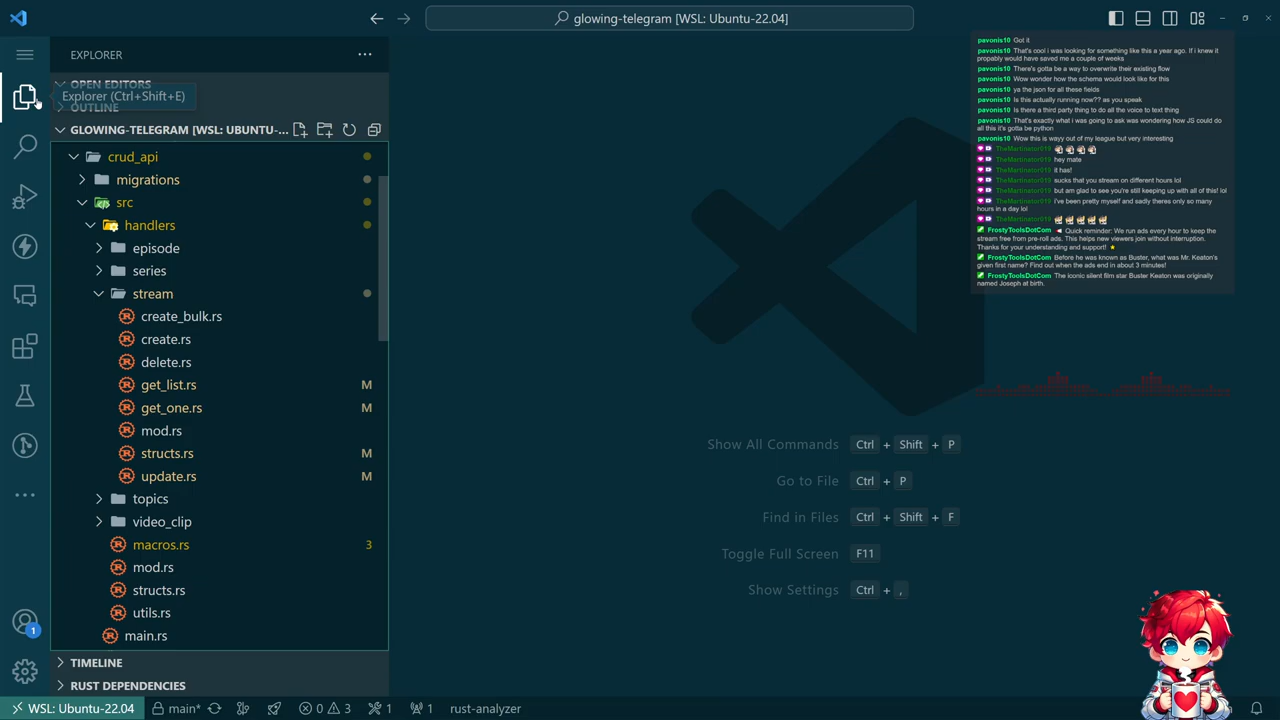 glowing-telegram [WSL: Ubuntu-22.04]
EXPLORER
OPEN EDITORS
Explorer (Ctrl+Shift+E)
OUTLINE
GLOWING-TELEGRAM [WSL: UBUNTU-...
crud_api
migrations
src
handlers
episode
series
stream
create_bulk.rs
create.rs
delete.rs
get_list.rs M
get_one.rs M
mod.rs
structs.rs M
update.rs M
topics
video_clip
macros.rs 3
mod.rs
structs.rs
utils.rs
main.rs
TIMELINE
RUST DEPENDENCIES
1
Show All Commands Ctrl + Shift + P
Go to File Ctrl + P
Find in Files Ctrl + Shift + F
Toggle Full Screen F11
Show Settings Ctrl + ,
pavonis10 Got it
pavonis10 That's cool i was looking for something like this a year ago. If i knew it
propably would have saved me a couple of weeks
pavonis10 There's gotta be a way to overwrite their existing flow
pavonis10 Wow wonder how the schema would look like for this
pavonis10 ya the json for all these fields
pavonis10 Is this actually running now?? as you speak
pavonis10 Is there a third party thing to do all the voice to text thing
pavonis10 That's exactly what i was going to ask was wondering how JS could do
all this it's gotta be python
pavonis10 Wow this is wayy out of my league but very interesting
TheMartinator019
TheMartinator019 hey mate
TheMartinator019 it has!
TheMartinator019 sucks that you stream on different hours lol
TheMartinator019 but am glad to see you're still keeping up with all of this! lol
TheMartinator019 i've been pretty myself and sadly theres only so many
hours in a day lol
TheMartinator019
FrostyToolsDotCom Quick reminder: We run ads every hour to keep the
stream free from pre-roll ads. This helps new viewers join without interruption.
Thanks for your understanding and support!
FrostyToolsDotCom Before he was known as Buster, what was Mr. Keaton's
given first name? Find out when the ads end in about 3 minutes!
FrostyToolsDotCom The iconic silent film star Buster Keaton was originally
named Joseph at birth.
WSL: Ubuntu-22.04 main* 0 3 1 1 rust-analyzer